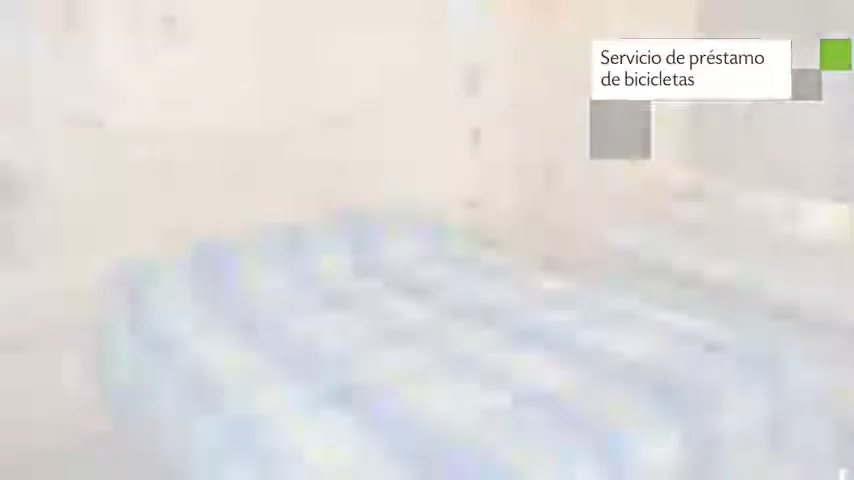 Servicio de préstamo
de bicicletas